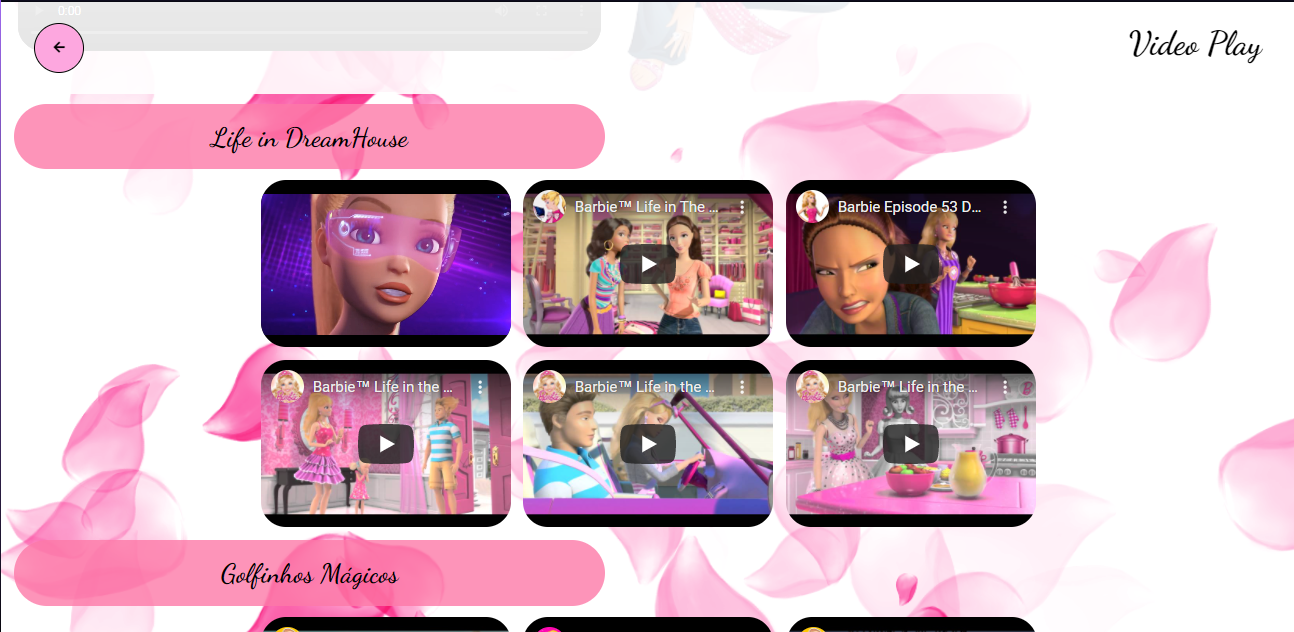 0:00
Video Play
Life in DreamHouse
Barbie™ Life in The ...
Barbie Episode 53 D...
Barbie™ Life in the ...
Barbie™ Life in the ...
Barbie™ Life in the ...
Golfinhos Mágicos